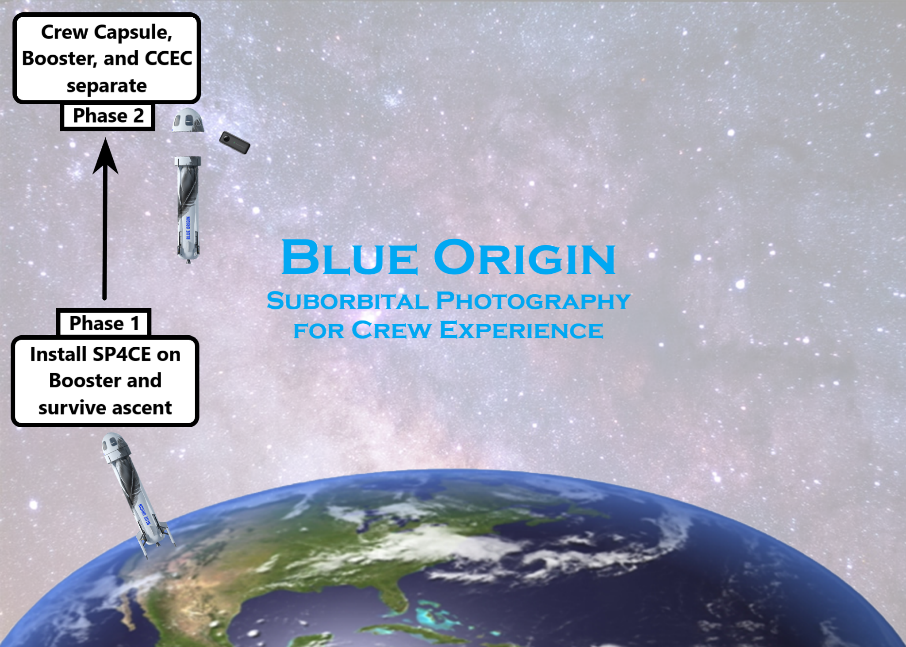 Crew Capsule,
Booster, and CCEC
separate
Phase 2
Phase 1
Install SP4CE on
Booster and
survive ascent
Blue Origin
Suborbital Photography
for Crew Experience